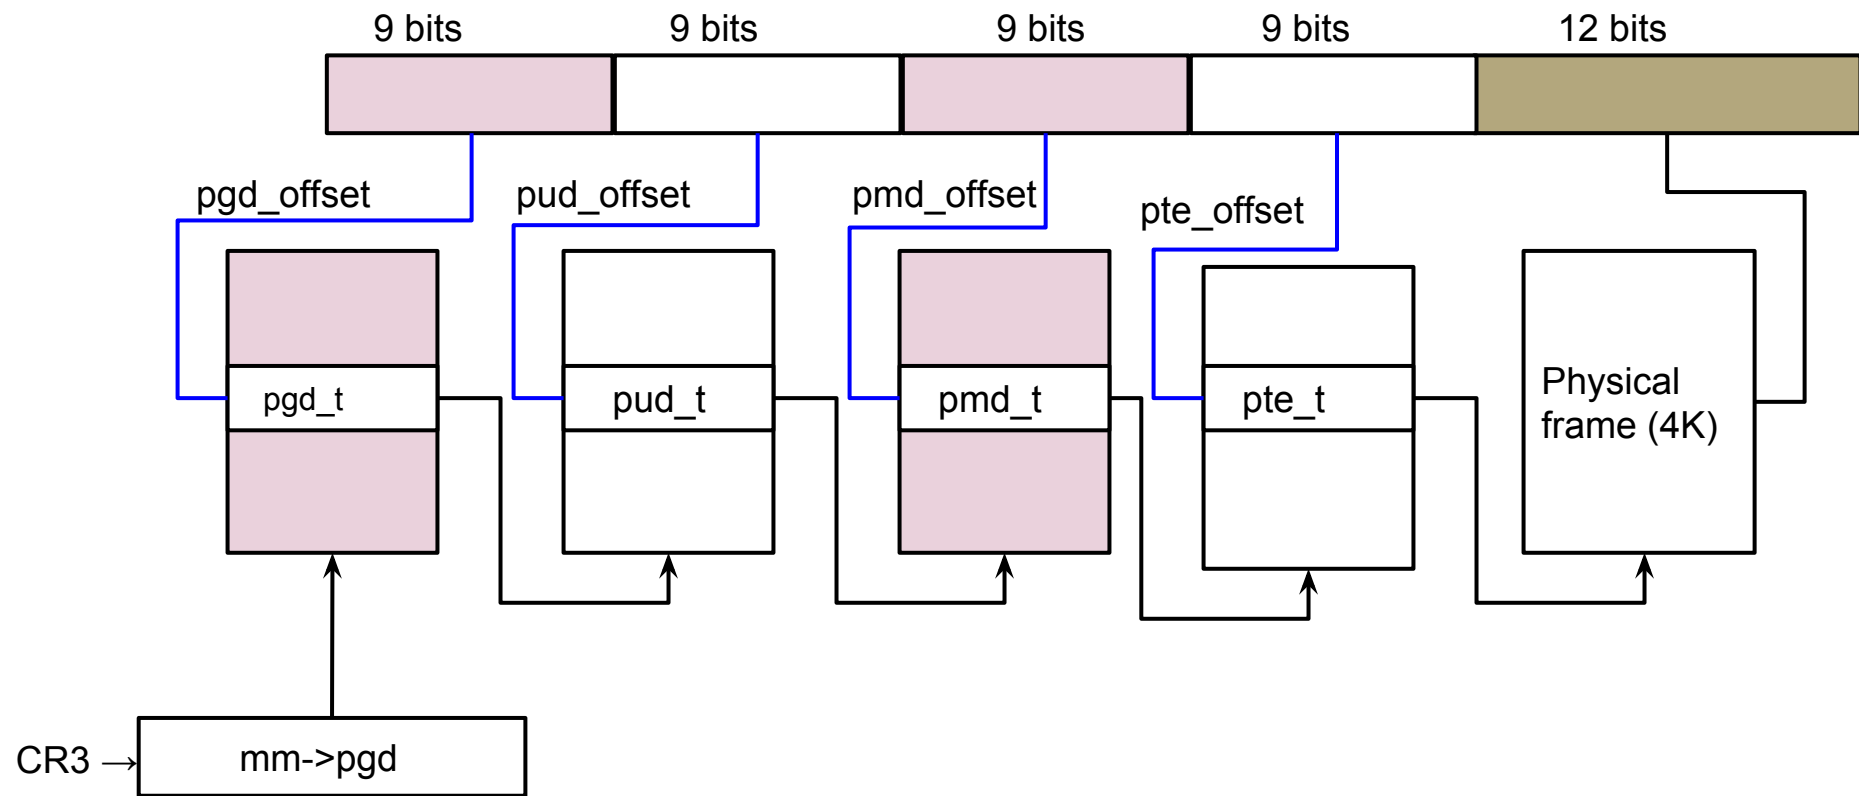 9 bits
9 bits
9 bits
9 bits
12 bits
pgd_offset
pud_offset
pmd_offset
pte_offset
pgd_t
pud_t
pmd_t
pte_t
Physical
frame (4K)
CR3 →
mm->pgd